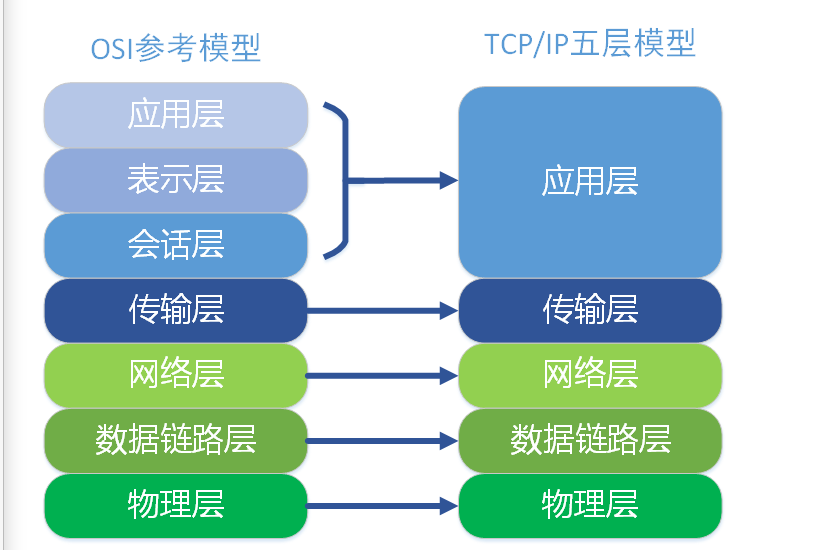 OSI参考模型
TCP/IP五层模型
应用层
表示层
会话层
传输层
网络层
数据链路层
物理层
应用层
传输层
网络层
数据链路层
物理层